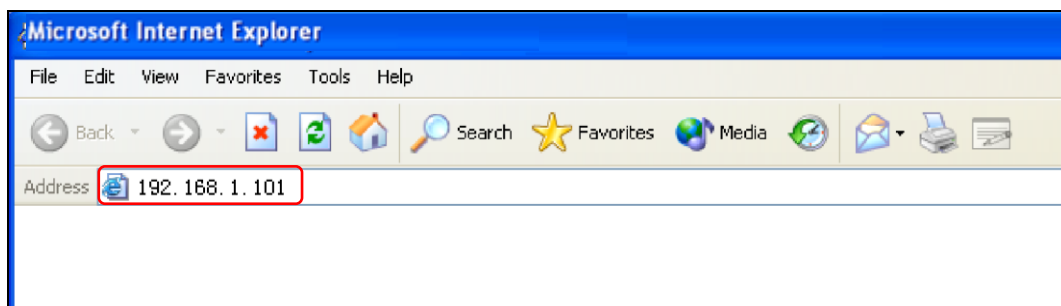 Microsoft Internet Explorer
File Edit View Favorites Tools Help
Back Search Favorites Media
Address 192.168.1.101